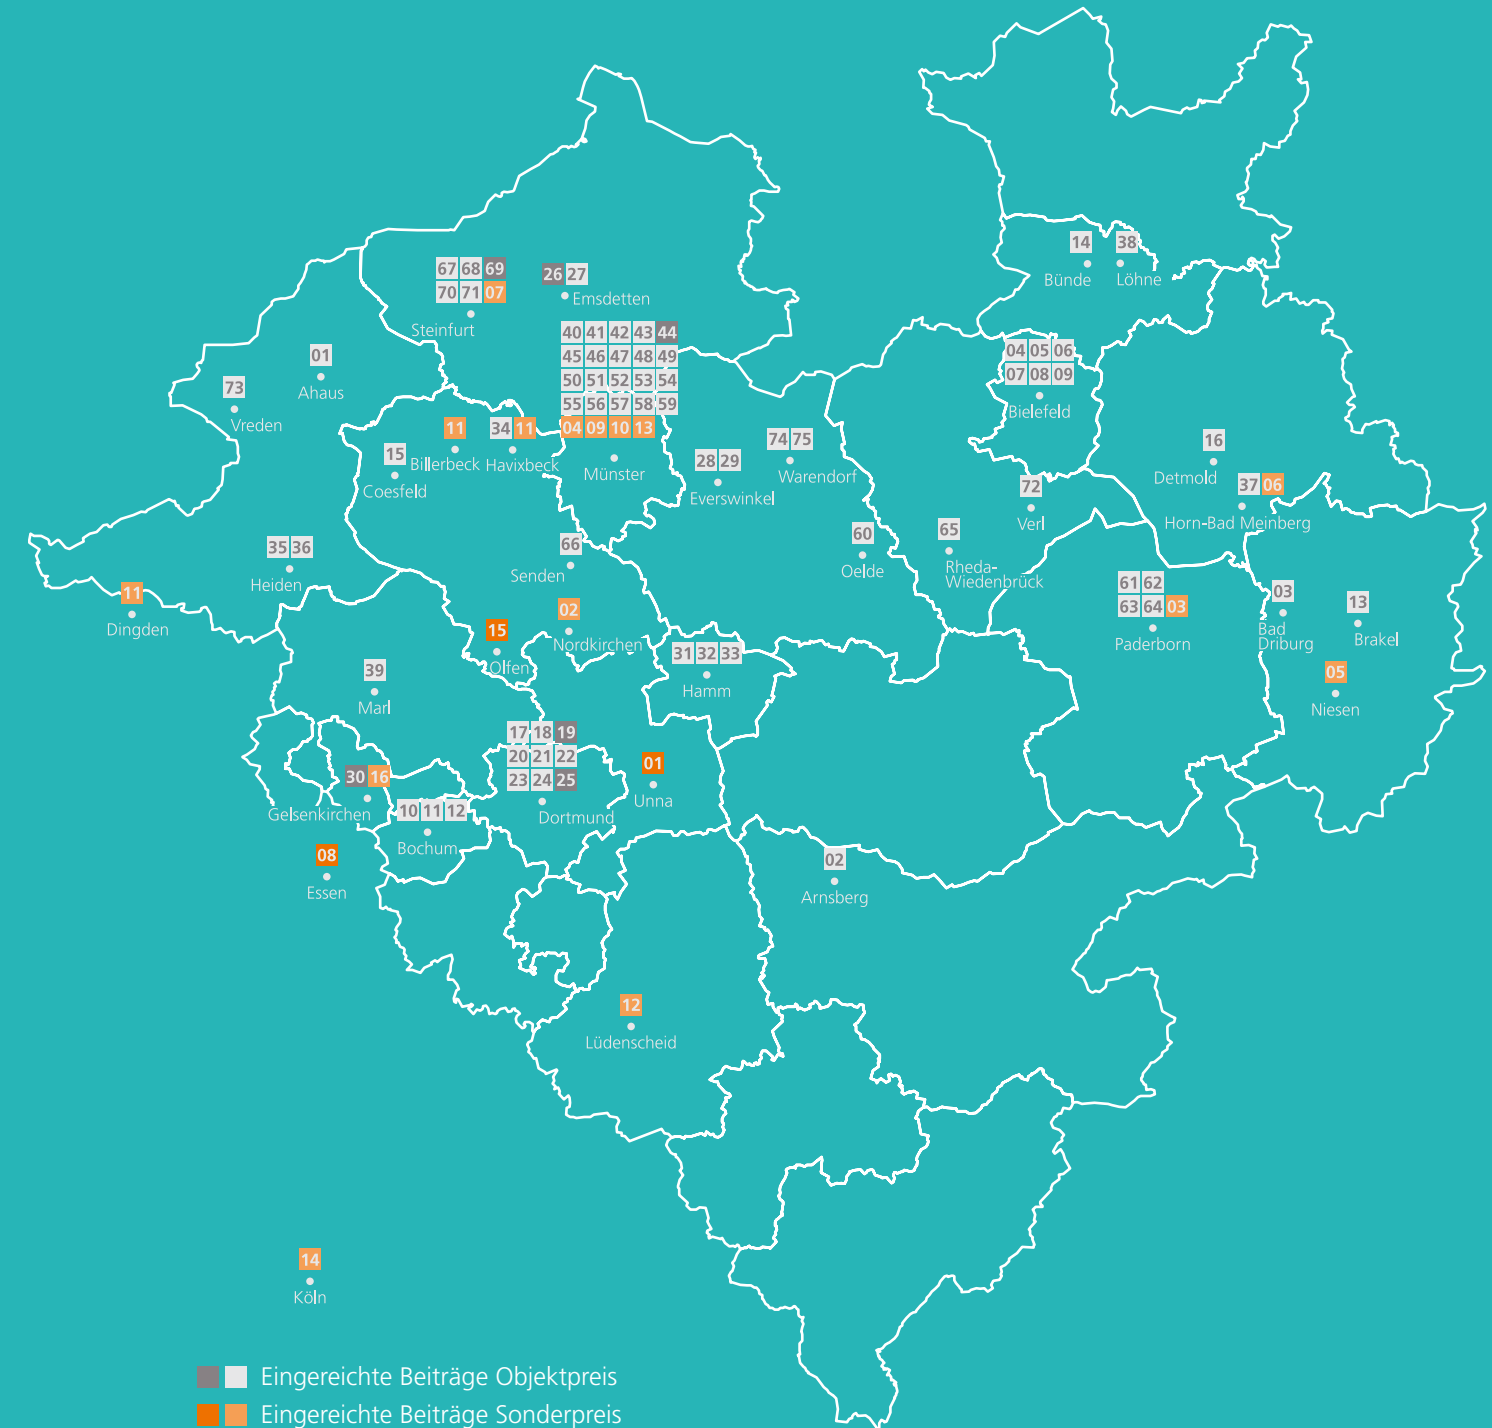 14 38
Bünde Löhne
67 68 69
70 71 07
Steinfurt
26 27
Emsdetten
40 41 42 43 44
45 46 47 48 49
50 51 52 53 54
55 56 57 58 59
04 09 10 13
Münster
01
Ahaus
73
Vreden
04 05 06
07 08 09
Bielefeld
11
Billerbeck
34 11
Havixbeck
15
Coesfeld
28 29
Everswinkel
74 75
Warendorf
16
Detmold
37 06
Horn-Bad Meinberg
72
Verl
35 36
Heiden
66
Senden
60
Oelde
65
Rheda-
Wiedenbrück
11
Dingden
15
Olfen
02
Nordkirchen
61 62
63 64 03
Paderborn
03
Bad
Driburg
13
Brakel
05
Niesen
39
Marl
31 32 33
Hamm
17 18 19
20 21 22
23 24 25
Dortmund
01
Unna
30 16
Gelsenkirchen
10 11 12
Bochum
08
Essen
02
Arnsberg
12
Lüdenscheid
14
Köln
Eingereichte Beiträge Objektpreis
Eingereichte Beiträge Sonderpreis